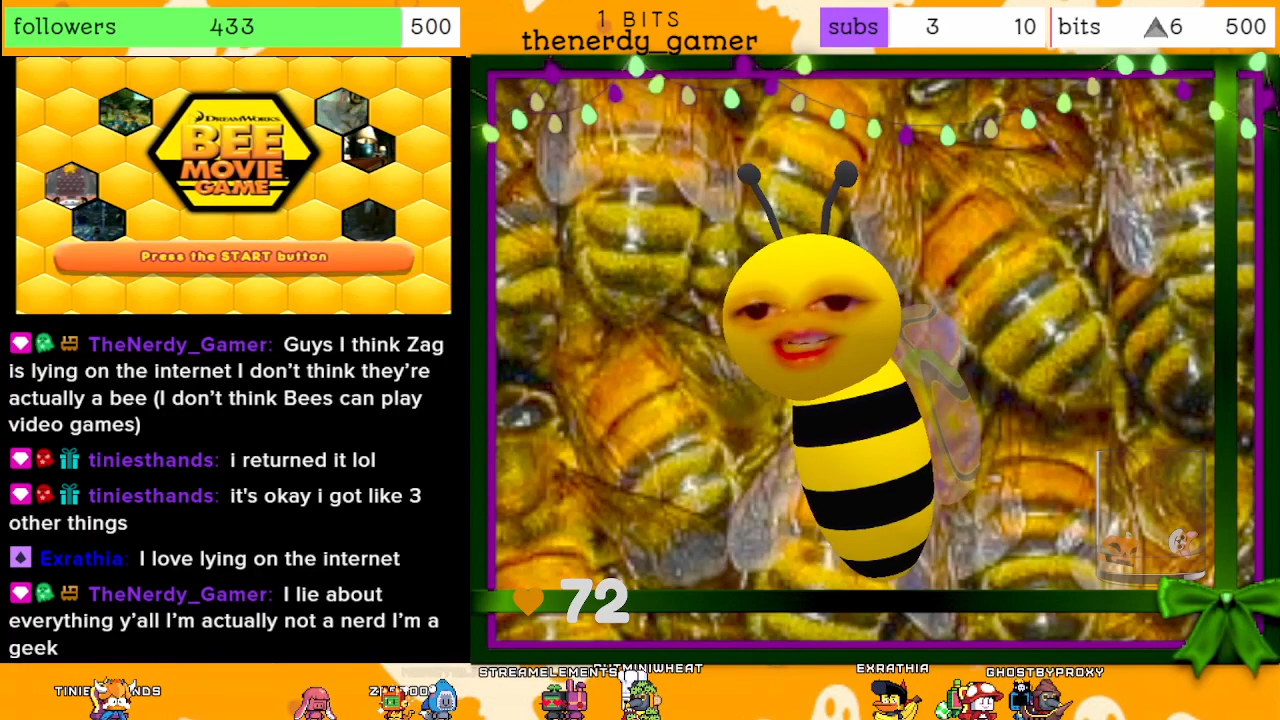 followers 433 500
1 BITS
thenerdy_gamer
subs 3 10
bits 6 500
DREAMWORKS
BEE
MOVIE
GAME
Press the START button
TheNerdy_Gamer: Guys I think Zag
is lying on the internet I don't think they're
actually a bee (I don't think Bees can play
video games)
tiniesthands: i returned it lol
tiniesthands: it's okay i got like 3
other things
Exrathia: I love lying on the internet
TheNerdy_Gamer: I lie about
everything y'all I'm actually not a nerd I'm a
geek
72
STREAMELEMENTS
EXRATHIA
GHOSTBYPROXY